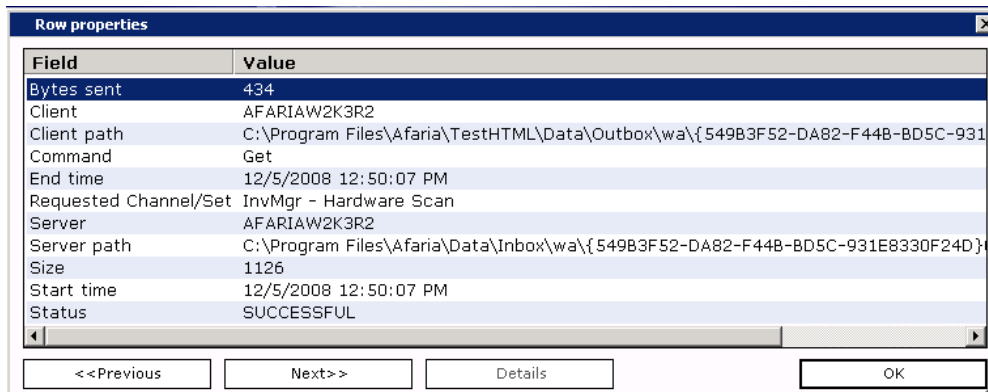 Row properties
Field Value
Bytes sent 434
Client AFARIAW2K3R2
Client path C:\Program Files\Afaria\TestHTML\Data\Outbox\wa\{549B3F52-DA82-F44B-BD5C-931
Command Get
End time 12/5/2008 12:50:07 PM
Requested Channel/Set InvMgr - Hardware Scan
Server AFARIAW2K3R2
Server path C:\Program Files\Afaria\Data\Inbox\wa\{549B3F52-DA82-F44B-BD5C-931E8330F24D}
Size 1126
Start time 12/5/2008 12:50:07 PM
Status SUCCESSFUL
<<Previous Next>> Details OK